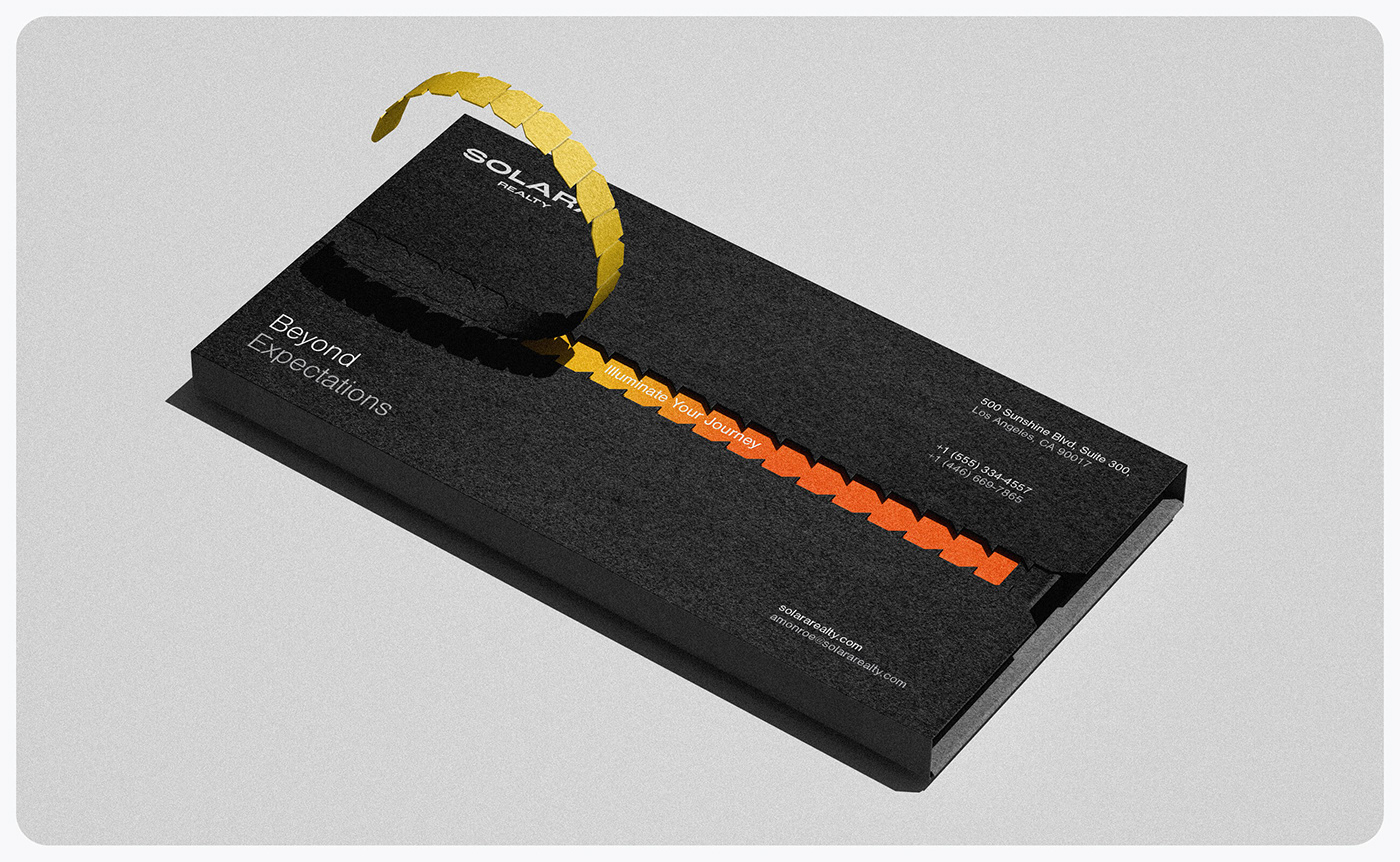 SOLARA
REALTY
Beyond
Expectations
Illuminate Your Journey
500 Sunshine Blvd, Suite 300,
Los Angeles, CA 90017
+1 (555) 334-4557
+1 (446) 669-7865
solararealty.com
amonroe@solararealty.com